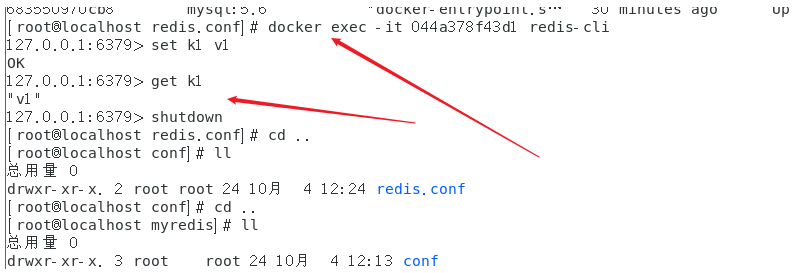 683550970cb8 mysql:5.6 "docker-entrypoint.s… 30 minutes ago Up
[root@localhost redis.conf]# docker exec -it 044a378f43d1 redis-cli
127.0.0.1:6379> set k1 v1
OK
127.0.0.1:6379> get k1
"v1"
127.0.0.1:6379> shutdown
[root@localhost redis.conf]# cd ..
[root@localhost conf]# ll
总用量 0
drwxr-xr-x. 2 root root 24 10月 4 12:24 redis.conf
[root@localhost conf]# cd ..
[root@localhost myredis]# ll
总用量 0
drwxr-xr-x. 3 root root 24 10月 4 12:13 conf